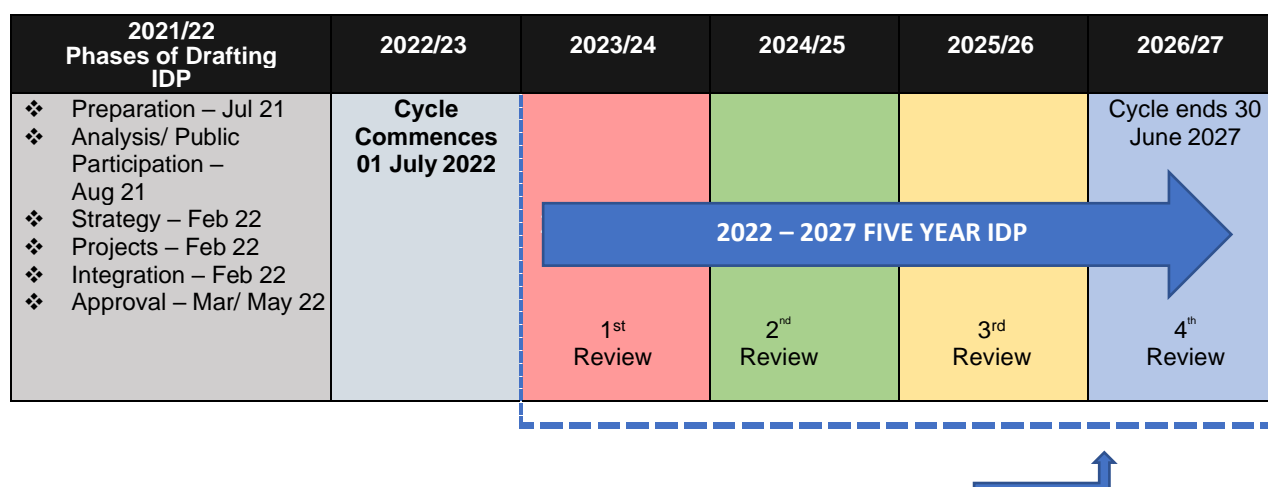 2021/22
Phases of Drafting
IDP
2022/23
2023/24
2024/25
2025/26
2026/27
❖ Preparation – Jul 21
❖ Analysis/ Public
Participation –
Aug 21
❖ Strategy – Feb 22
❖ Projects – Feb 22
❖ Integration – Feb 22
❖ Approval – Mar/ May 22
Cycle
Commences
01 July 2022
Cycle ends 30
June 2027
2022 – 2027 FIVE YEAR IDP
1st
Review
2nd
Review
3rd
Review
4th
Review